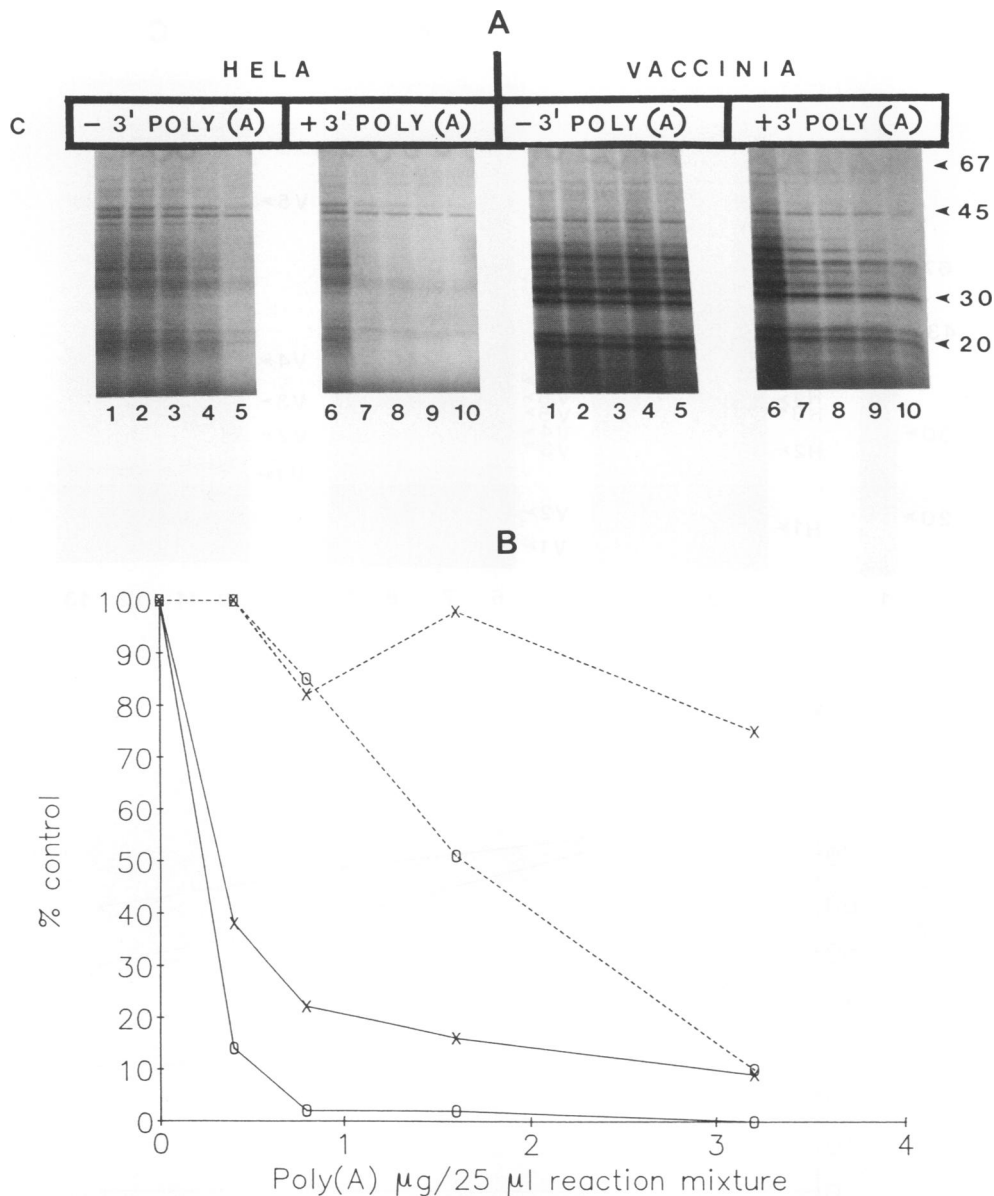 A
HELA
VACCINIA
C
- 3' POLY (A)
+ 3' POLY (A)
- 3' POLY (A)
+3' POLY (A)
◄ 67
◄ 45
◄ 30
◄ 20
1 2 3 4 5
6 7 8 9 10
1 2 3 4 5
6 7 8 9 10
B
100
90
80
70
60
50
40
30
20
10
0
% control
0 1 2 3 4
Poly(A) μg/25 μl reaction mixture